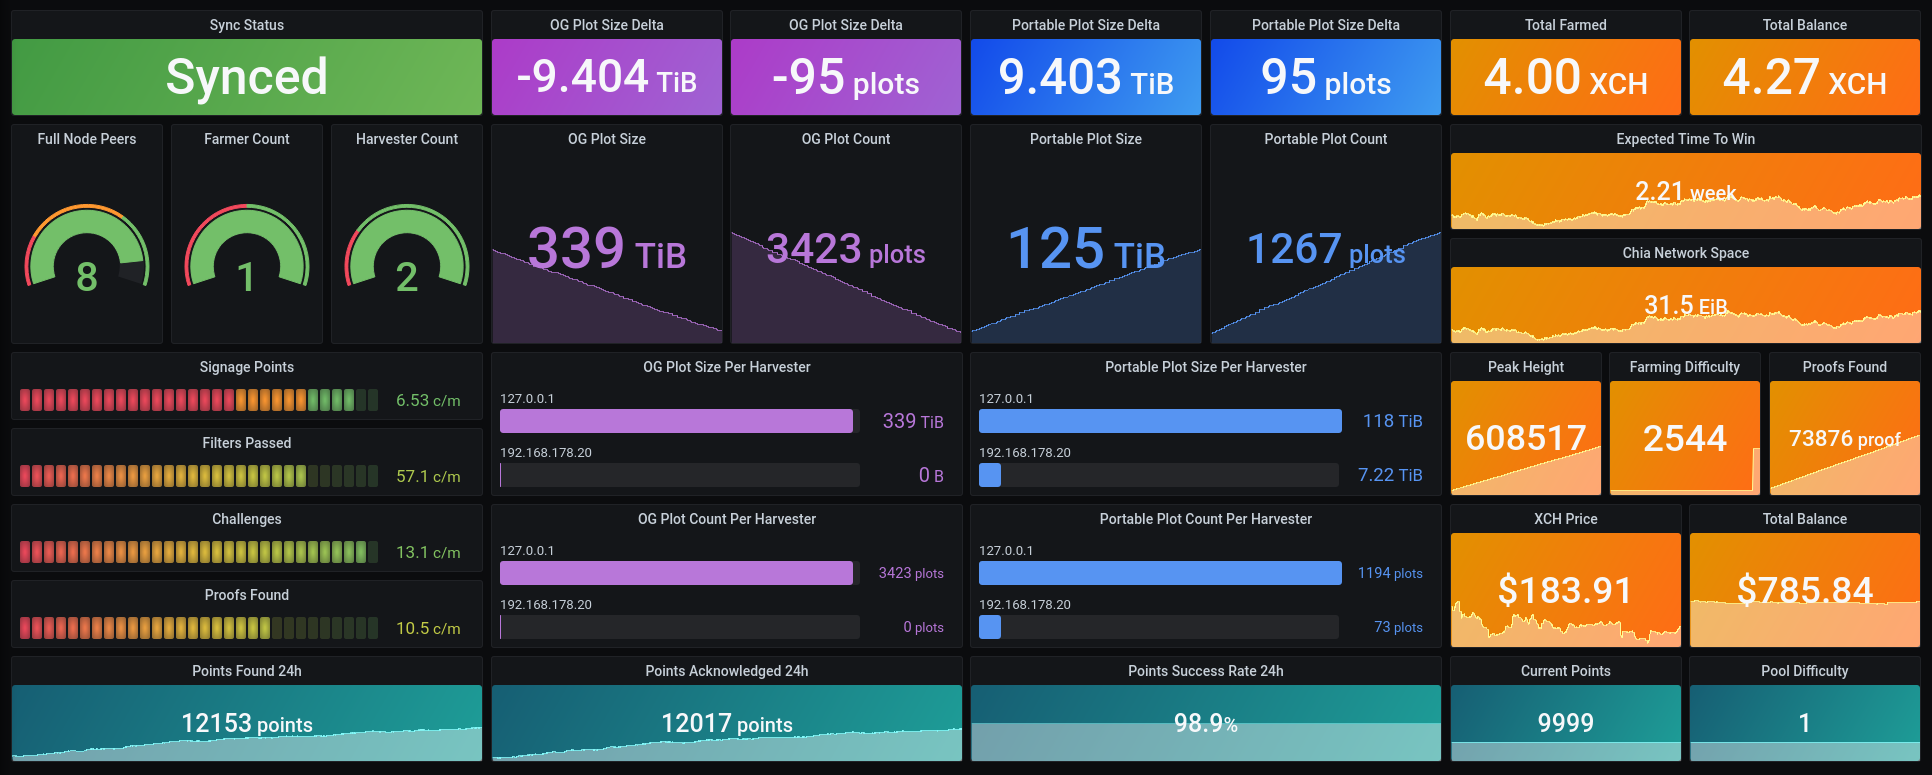 Sync Status
Synced
OG Plot Size Delta
-9.404 TiB
OG Plot Size Delta
-95 plots
Portable Plot Size Delta
9.403 TiB
Portable Plot Size Delta
95 plots
Total Farmed
4.00 XCH
Total Balance
4.27 XCH
Full Node Peers
8
Farmer Count
1
Harvester Count
2
OG Plot Size
339 TiB
OG Plot Count
3423 plots
Portable Plot Size
125 TiB
Portable Plot Count
1267 plots
Expected Time To Win
2.21 week
Chia Network Space
31.5 EiB
Signage Points
6.53 c/m
Filters Passed
57.1 c/m
OG Plot Size Per Harvester
127.0.0.1
339 TiB
192.168.178.20
0 B
Portable Plot Size Per Harvester
127.0.0.1
118 TiB
192.168.178.20
7.22 TiB
Peak Height
608517
Farming Difficulty
2544
Proofs Found
73876 proof
Challenges
13.1 c/m
Proofs Found
10.5 c/m
OG Plot Count Per Harvester
127.0.0.1
3423 plots
192.168.178.20
0 plots
Portable Plot Count Per Harvester
127.0.0.1
1194 plots
192.168.178.20
73 plots
XCH Price
$183.91
Total Balance
$785.84
Points Found 24h
12153 points
Points Acknowledged 24h
12017 points
Points Success Rate 24h
98.9%
Current Points
9999
Pool Difficulty
1